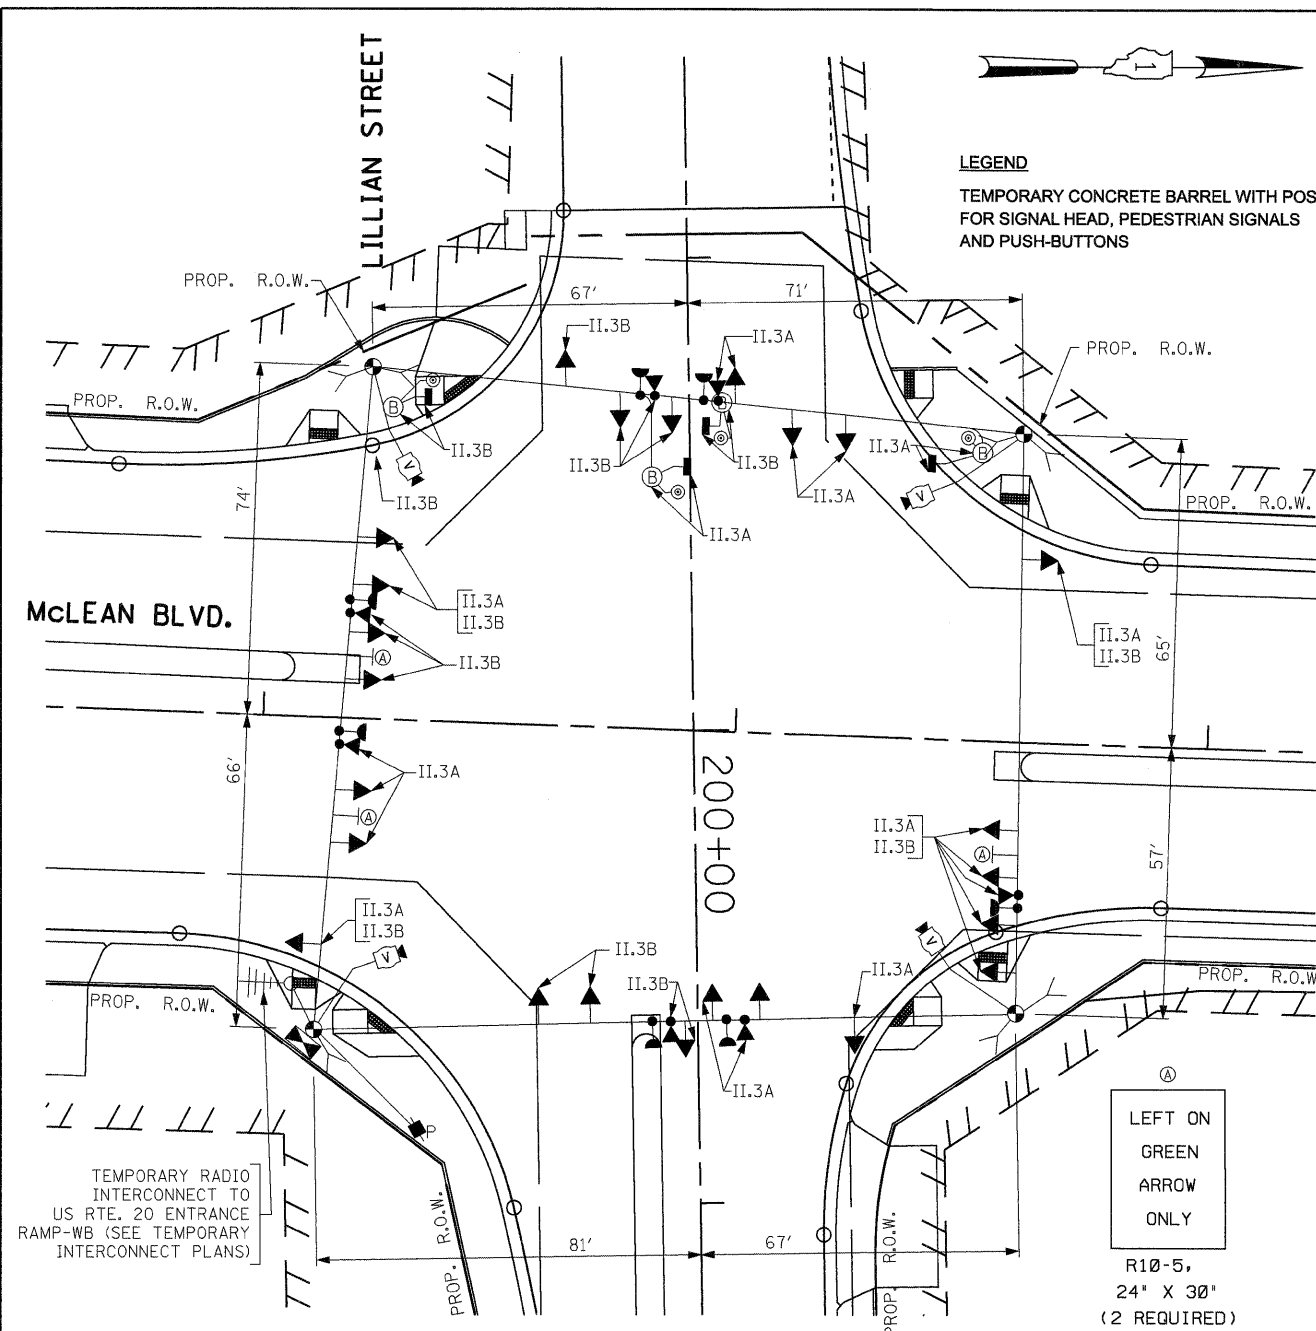 LILLIAN STREET
1
LEGEND
TEMPORARY CONCRETE BARREL WITH POS
FOR SIGNAL HEAD, PEDESTRIAN SIGNALS
AND PUSH-BUTTONS
PROP. R.O.W.
67'
71'
II.3B
II.3A
PROP. R.O.W.
PROP. R.O.W.
B
II.3B
II.3B
II.3B
II.3A
B
V
B
V
II.3A
PROP. R.O.W.
74'
II.3B
II.3A
McLEAN BLVD.
II.3A
II.3B
II.3B
A
II.3A
II.3B
65'
66'
II.3A
A
200+00
II.3A
II.3B
A
57'
II.3A
II.3B
V
V
II.3B
II.3B
II.3A
PROP. R.O.W.
PROP. R.O.W
II.3A
P
A
LEFT ON
GREEN
ARROW
ONLY
R10-5,
24" X 30"
(2 REQUIRED)
TEMPORARY RADIO
INTERCONNECT TO
US RTE. 20 ENTRANCE
RAMP-WB (SEE TEMPORARY
INTERCONNECT PLANS)
PROP. R.O.W.
81'
67'
PROP. R.O.W.